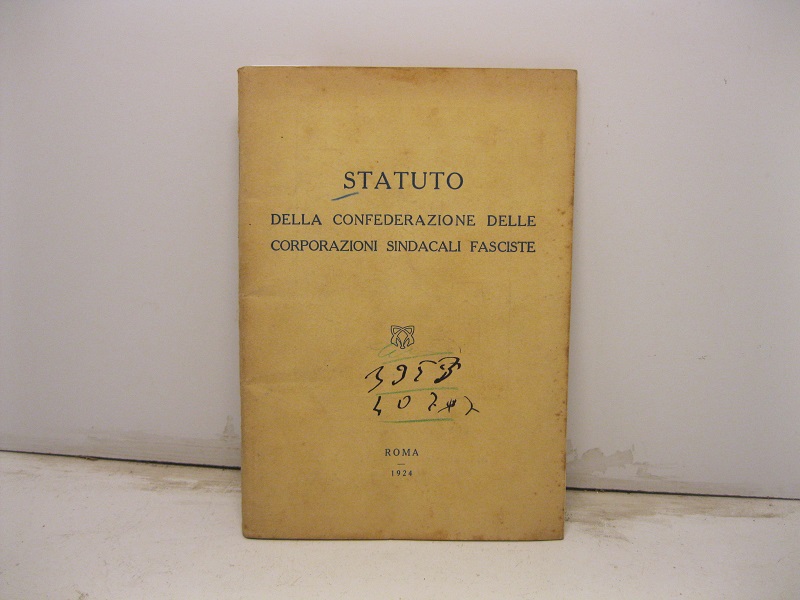 STATUTO
DELLA CONFEDERAZIONE DELLE
CORPORAZIONI SINDACALI FASCISTE
ROMA
1924